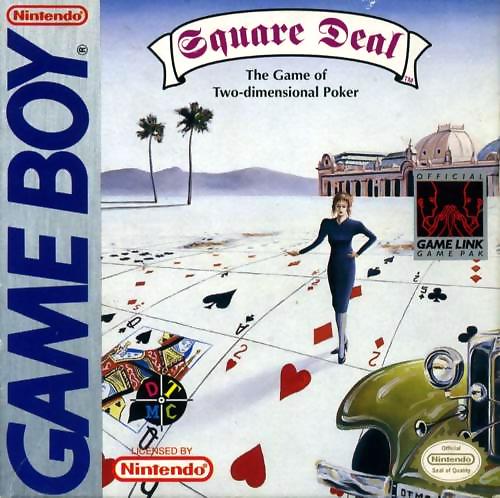 Nintendo
GAME BOY
®
Square Deal
TM
The Game of
Two-dimensional Poker
OFFICIAL
GAME LINK
GAME PAK
D T
M C
LICENSED BY
Nintendo
Official
Nintendo
Seal of Quality
DTMC